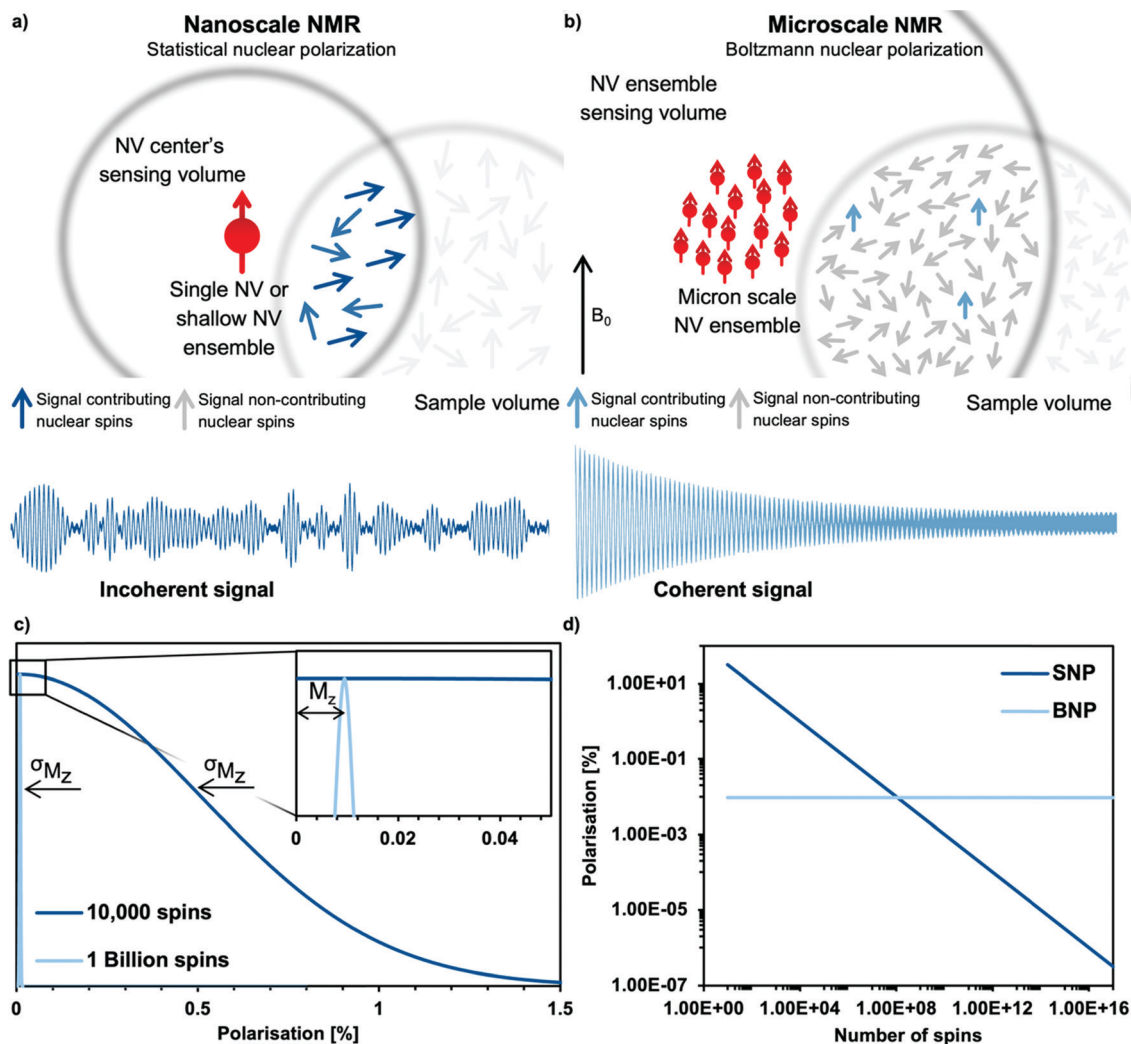 a)
Nanoscale NMR
Statistical nuclear polarization
NV center's
sensing volume
Single NV or
shallow NV
ensemble
Signal contributing
nuclear spins
Signal non-contributing
nuclear spins
Sample volume
Incoherent signal
b)
Microscale NMR
Boltzmann nuclear polarization
NV ensemble
sensing volume
Micron scale
NV ensemble
B₀
Signal contributing
nuclear spins
Signal non-contributing
nuclear spins
Sample volume
Coherent signal
c)
M_z
0 0.02 0.04
σ_Mz
σ_Mz
10,000 spins
1 Billion spins
0 0.5 1 1.5
Polarisation [%]
d)
SNP
BNP
Polarisation [%]
1.00E+01
1.00E-01
1.00E-03
1.00E-05
1.00E-07
1.00E+00 1.00E+04 1.00E+08 1.00E+12 1.00E+16
Number of spins